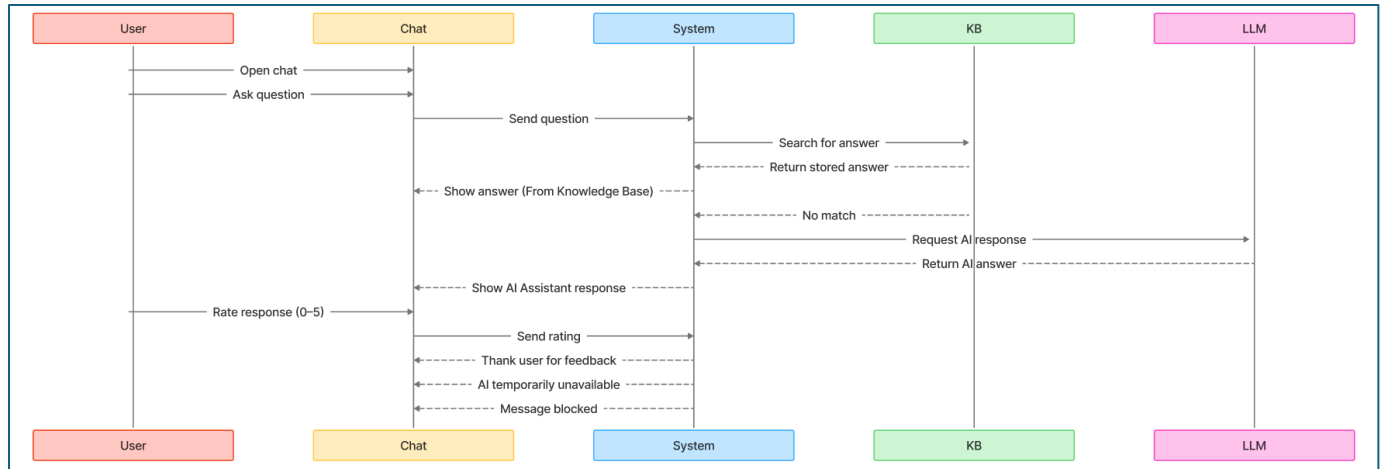 User
Chat
System
KB
LLM
Open chat
Ask question
Send question
Search for answer
Return stored answer
Show answer (From Knowledge Base)
No match
Request AI response
Return AI answer
Show AI Assistant response
Rate response (0–5)
Send rating
Thank user for feedback
AI temporarily unavailable
Message blocked
User
Chat
System
KB
LLM